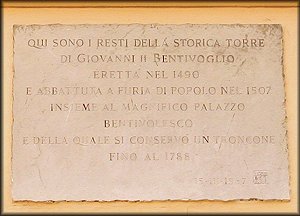 QUI SONO I RESTI DELLA STORICA TORRE
DI GIOVANNI II BENTIVOGLIO
ERETTA NEL 1490
E ABBATTUTA A FURIA DI POPOLO NEL 1507
INSIEME AL MAGNIFICO PALAZZO
BENTIVOLESCO
E DELLA QUALE SI CONSERVÒ UN TRONCONE
FINO AL 1788